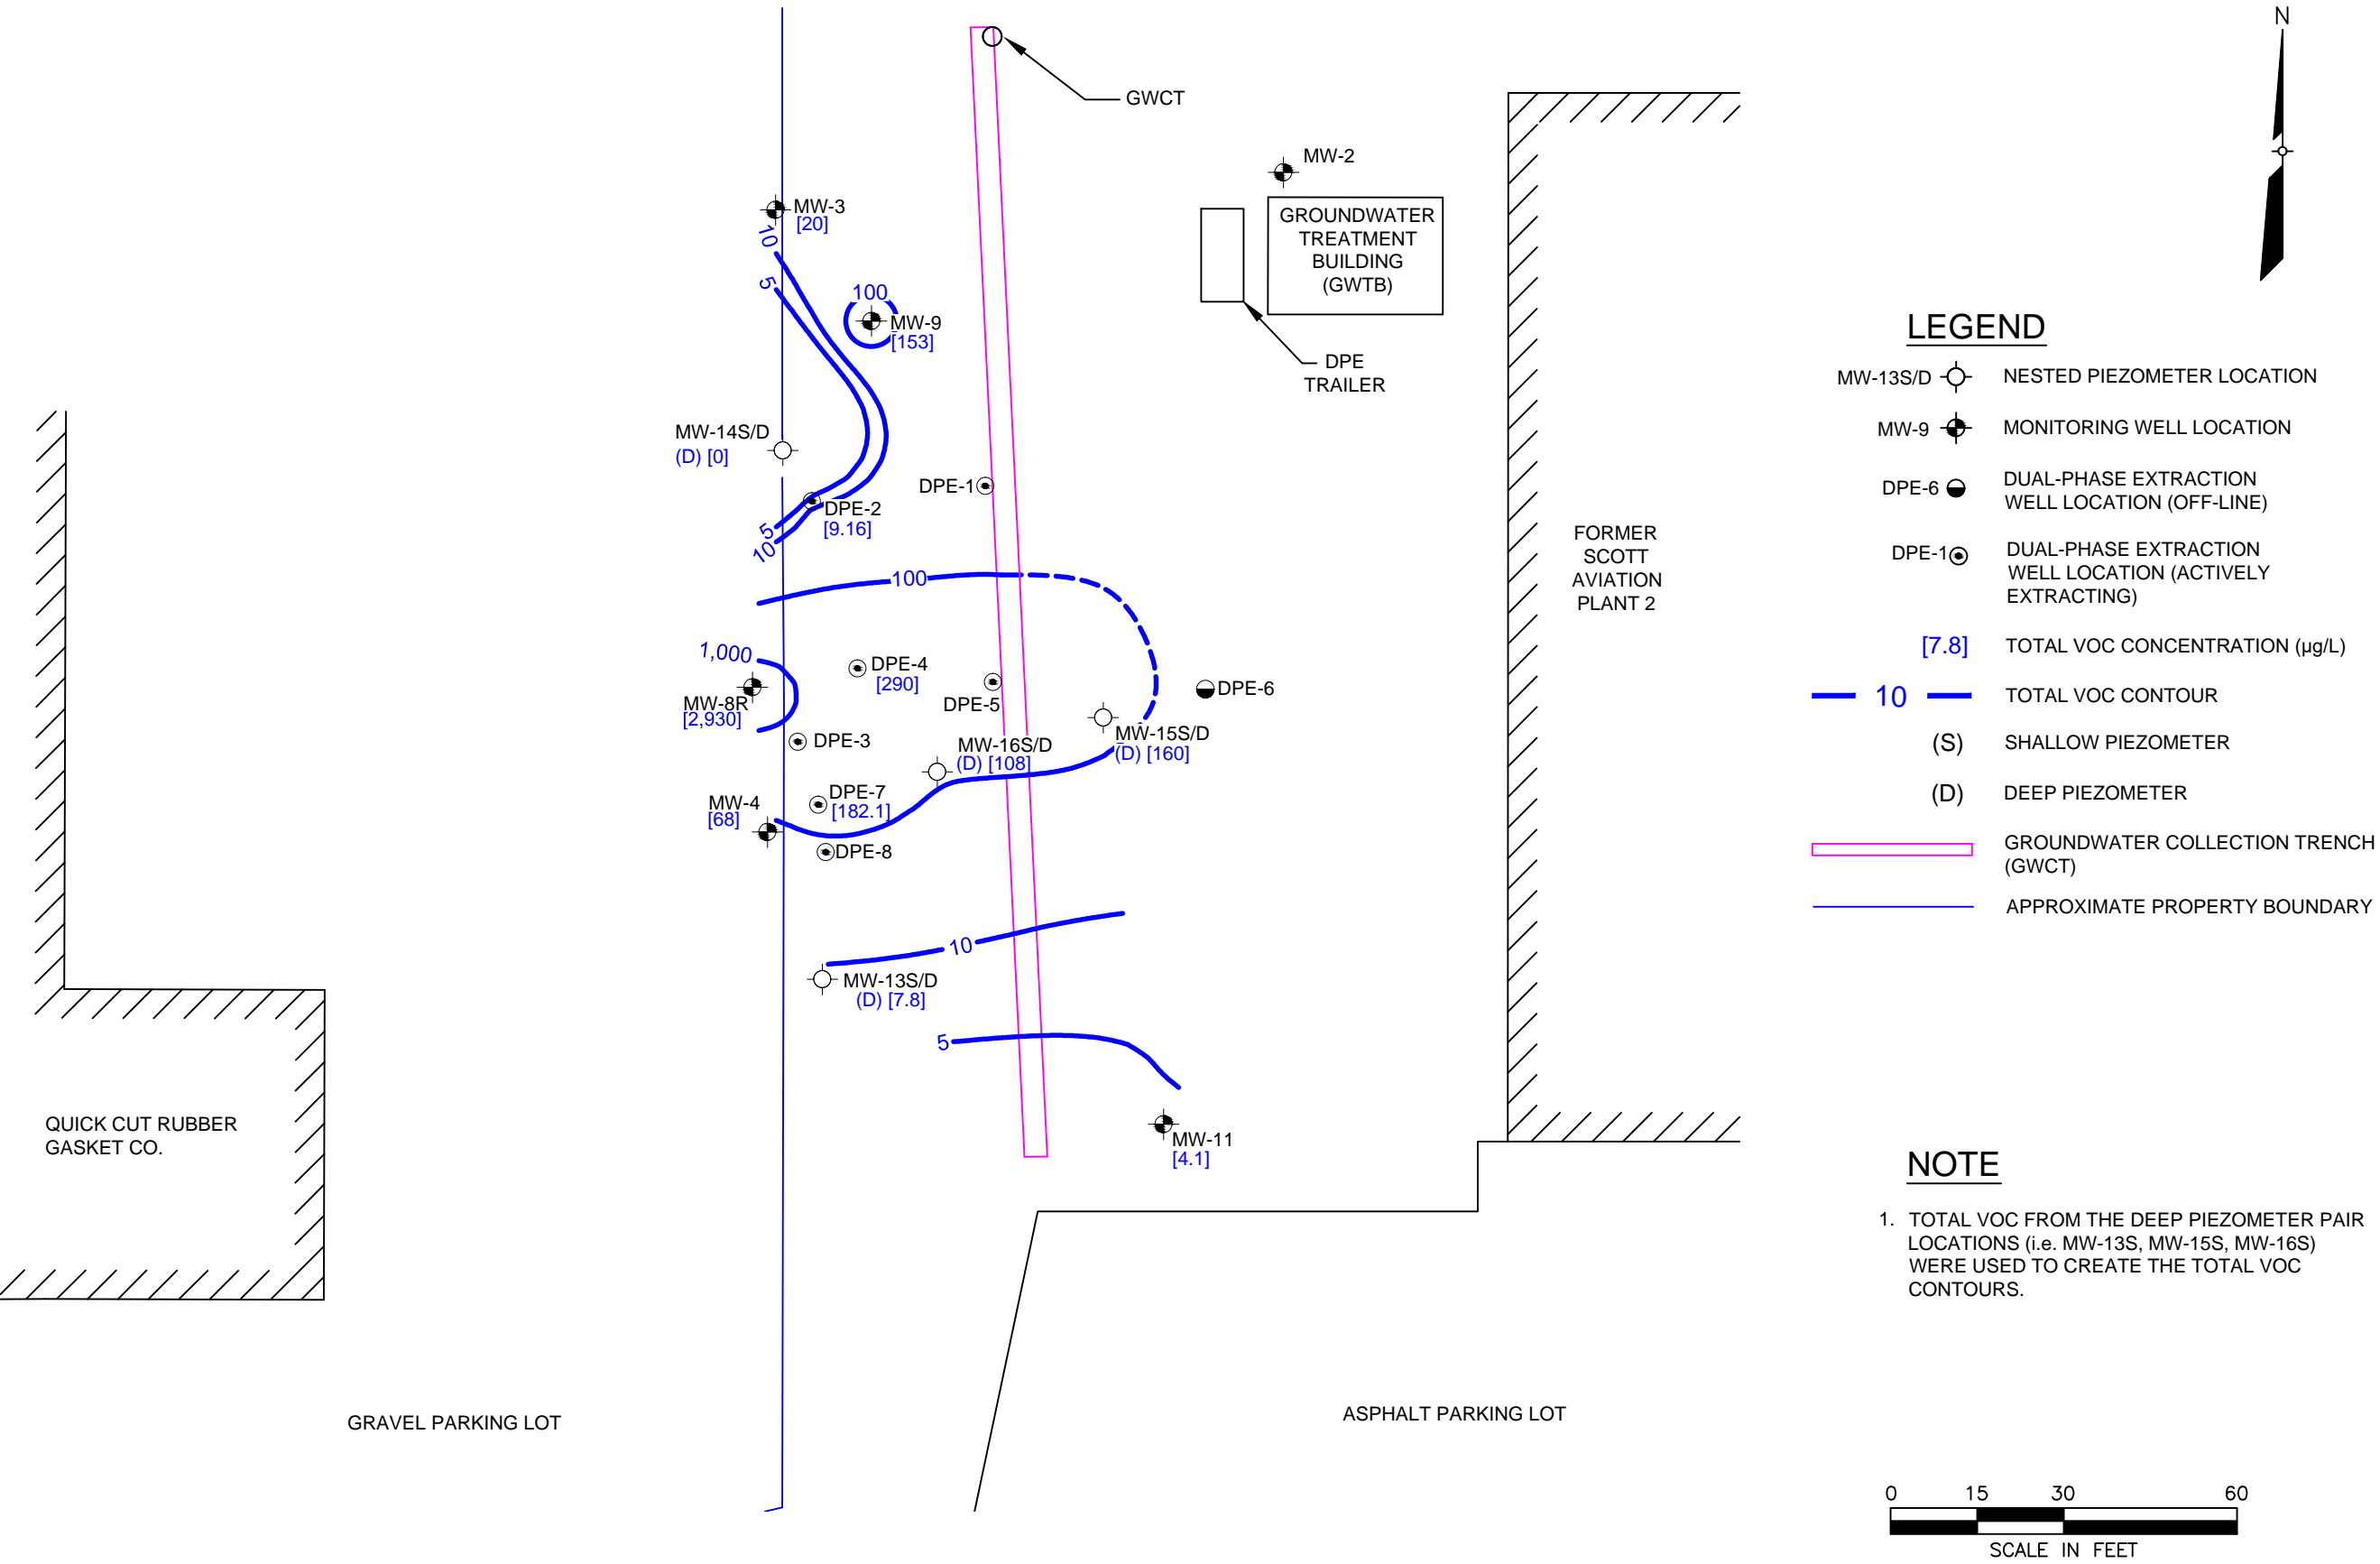 N
GWCT
MW-2
MW-3
[20]
GROUNDWATER
TREATMENT
BUILDING
(GWTB)
10
5
100
MW-9
[153]
DPE
TRAILER
MW-14S/D
(D) [0]
DPE-1
DPE-2
[9.16]
5
10
FORMER
SCOTT
AVIATION
PLANT 2
100
1,000
DPE-4
[290]
MW-8R
[2,930]
DPE-5
DPE-6
DPE-3
MW-16S/D
(D) [108]
MW-15S/D
(D) [160]
DPE-7
[182.1]
MW-4
[68]
DPE-8
10
MW-13S/D
(D) [7.8]
5
MW-11
[4.1]
QUICK CUT RUBBER
GASKET CO.
GRAVEL PARKING LOT
ASPHALT PARKING LOT
LEGEND
MW-13S/D NESTED PIEZOMETER LOCATION
MW-9 MONITORING WELL LOCATION
DPE-6 DUAL-PHASE EXTRACTION
WELL LOCATION (OFF-LINE)
DPE-1 DUAL-PHASE EXTRACTION
WELL LOCATION (ACTIVELY
EXTRACTING)
[7.8] TOTAL VOC CONCENTRATION (µg/L)
10 TOTAL VOC CONTOUR
(S) SHALLOW PIEZOMETER
(D) DEEP PIEZOMETER
GROUNDWATER COLLECTION TRENCH
(GWCT)
APPROXIMATE PROPERTY BOUNDARY
NOTE
1. TOTAL VOC FROM THE DEEP PIEZOMETER PAIR
LOCATIONS (i.e. MW-13S, MW-15S, MW-16S)
WERE USED TO CREATE THE TOTAL VOC
CONTOURS.
0 15 30 60
SCALE IN FEET